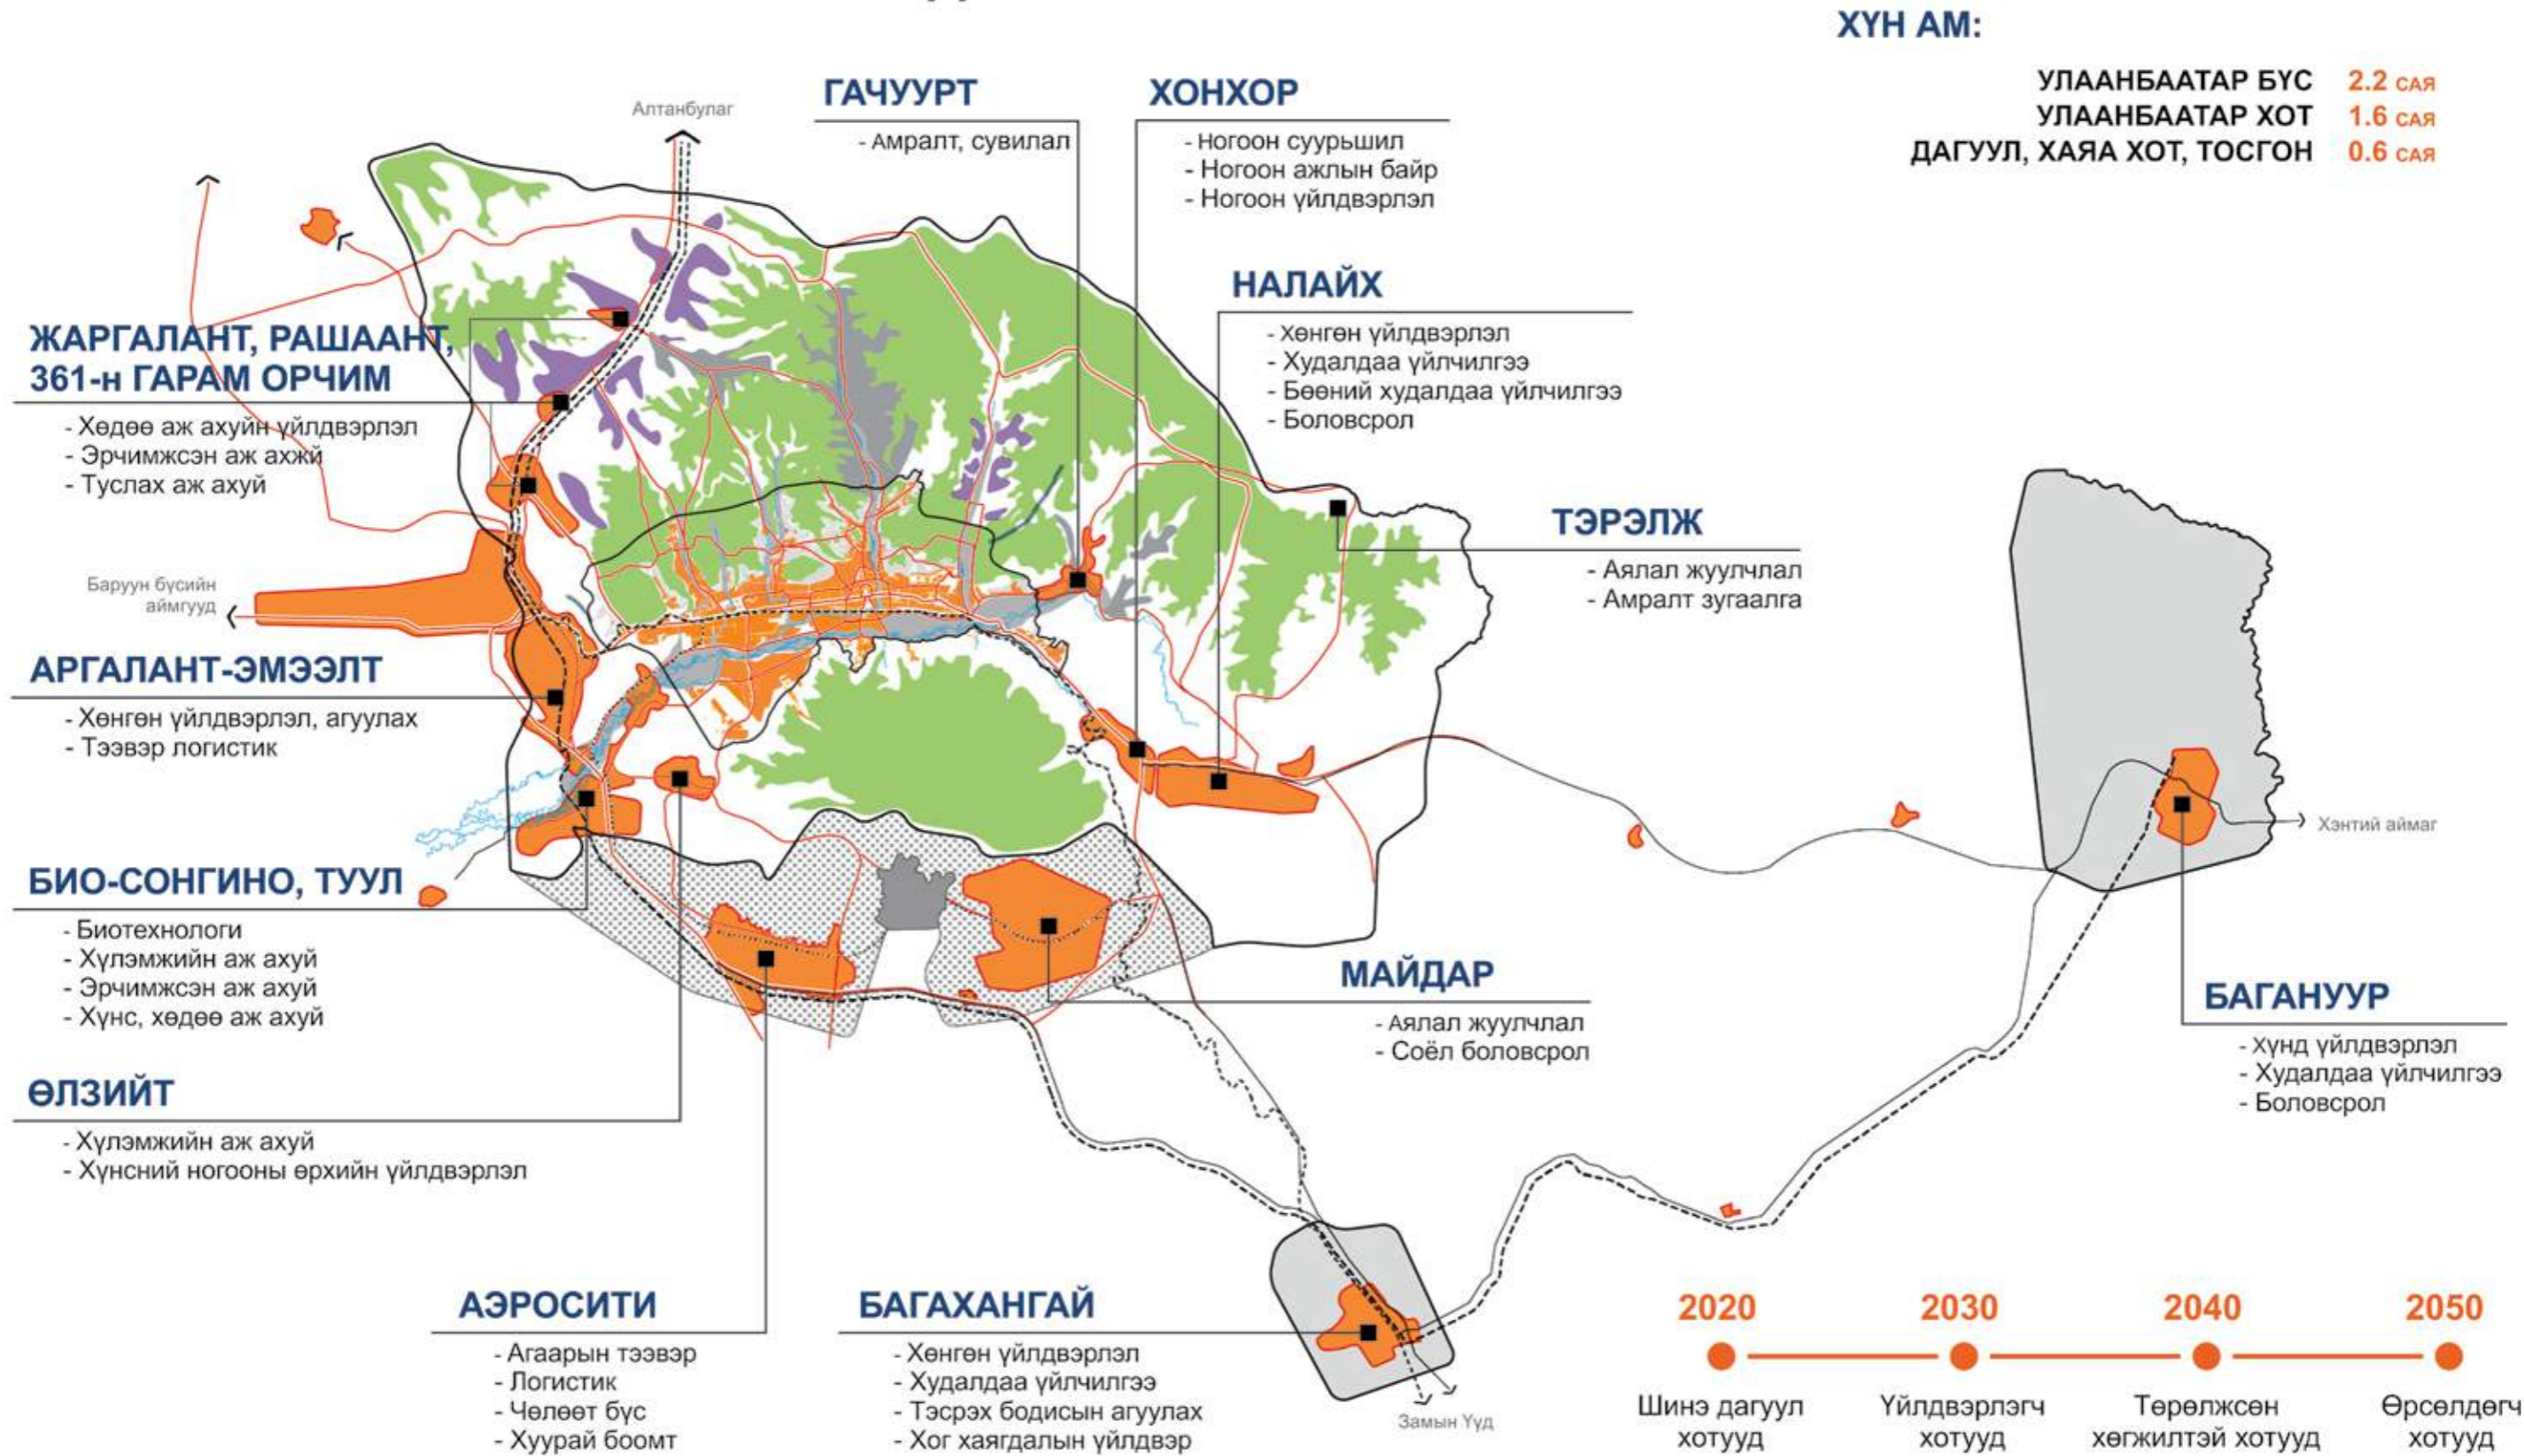 ХҮН АМ:
УЛААНБААТАР БҮС 2.2 САЯ
УЛААНБААТАР ХОТ 1.6 САЯ
ДАГУУЛ, ХАЯА ХОТ, ТОСГОН 0.6 САЯ
Алтанбулаг
ГАЧУУРТ
- Амралт, сувилал
ХОНХОР
- Ногоон суурьшил
- Ногоон ажлын байр
- Ногоон үйлдвэрлэл
НАЛАЙХ
- Хөнгөн үйлдвэрлэл
- Худалдаа үйлчилгээ
- Бөөний худалдаа үйлчилгээ
- Боловсрол
ЖАРГАЛАНТ, РАШААНТ,
361-н ГАРАМ ОРЧИМ
- Хөдөө аж ахуйн үйлдвэрлэл
- Эрчимжсэн аж ахжй
- Туслах аж ахуй
ТЭРЭЛЖ
- Аялал жуулчлал
- Амралт зугаалга
Баруун бүсийн
аймгууд
АРГАЛАНТ-ЭМЭЭЛТ
- Хөнгөн үйлдвэрлэл, агуулах
- Тээвэр логистик
Хэнтий аймаг
БИО-СОНГИНО, ТУУЛ
- Биотехнологи
- Хүлэмжийн аж ахуй
- Эрчимжсэн аж ахуй
- Хүнс, хөдөө аж ахуй
МАЙДАР
- Аялал жуулчлал
- Соёл боловсрол
БАГАНУУР
- Хүнд үйлдвэрлэл
- Худалдаа үйлчилгээ
- Боловсрол
ӨЛЗИЙТ
- Хүлэмжийн аж ахуй
- Хүнсний ногооны өрхийн үйлдвэрлэл
АЭРОСИТИ
- Агаарын тээвэр
- Логистик
- Чөлөөт бүс
- Хуурай боомт
БАГАХАНГАЙ
- Хөнгөн үйлдвэрлэл
- Худалдаа үйлчилгээ
- Тэсрэх бодисын агуулах
- Хог хаягдалын үйлдвэр
Замын Үүд
2020 2030 2040 2050
Шинэ дагуул
хотууд
Үйлдвэрлэгч
хотууд
Төрөлжсөн
хөгжилтэй хотууд
Өрсөлдөгч
хотууд